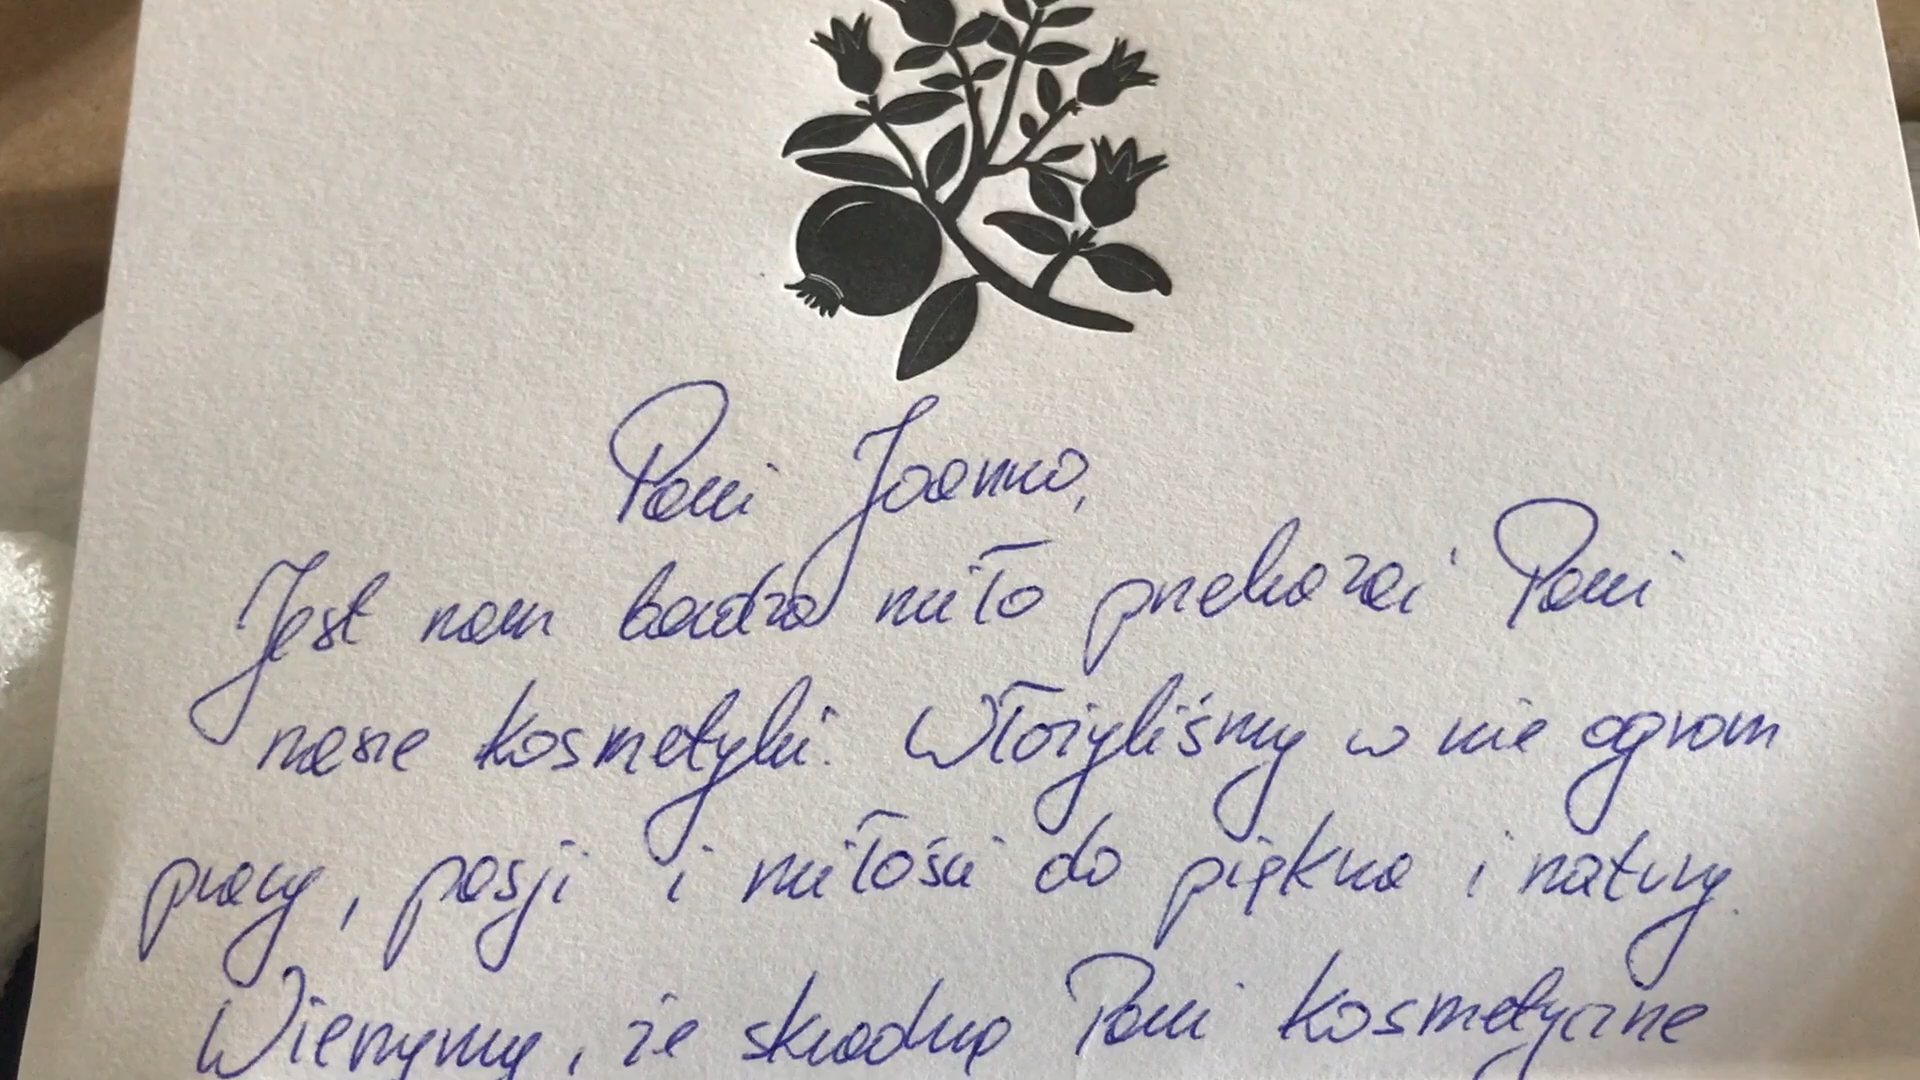 Pani Joanno,
Jest nam bardzo miło przekazać Pani
nasze kosmetyki. Włożyliśmy w nie ogrom
pracy, pasji i miłości do piękna i natury.
Wierzymy, że skradną Pani kosmetyczne